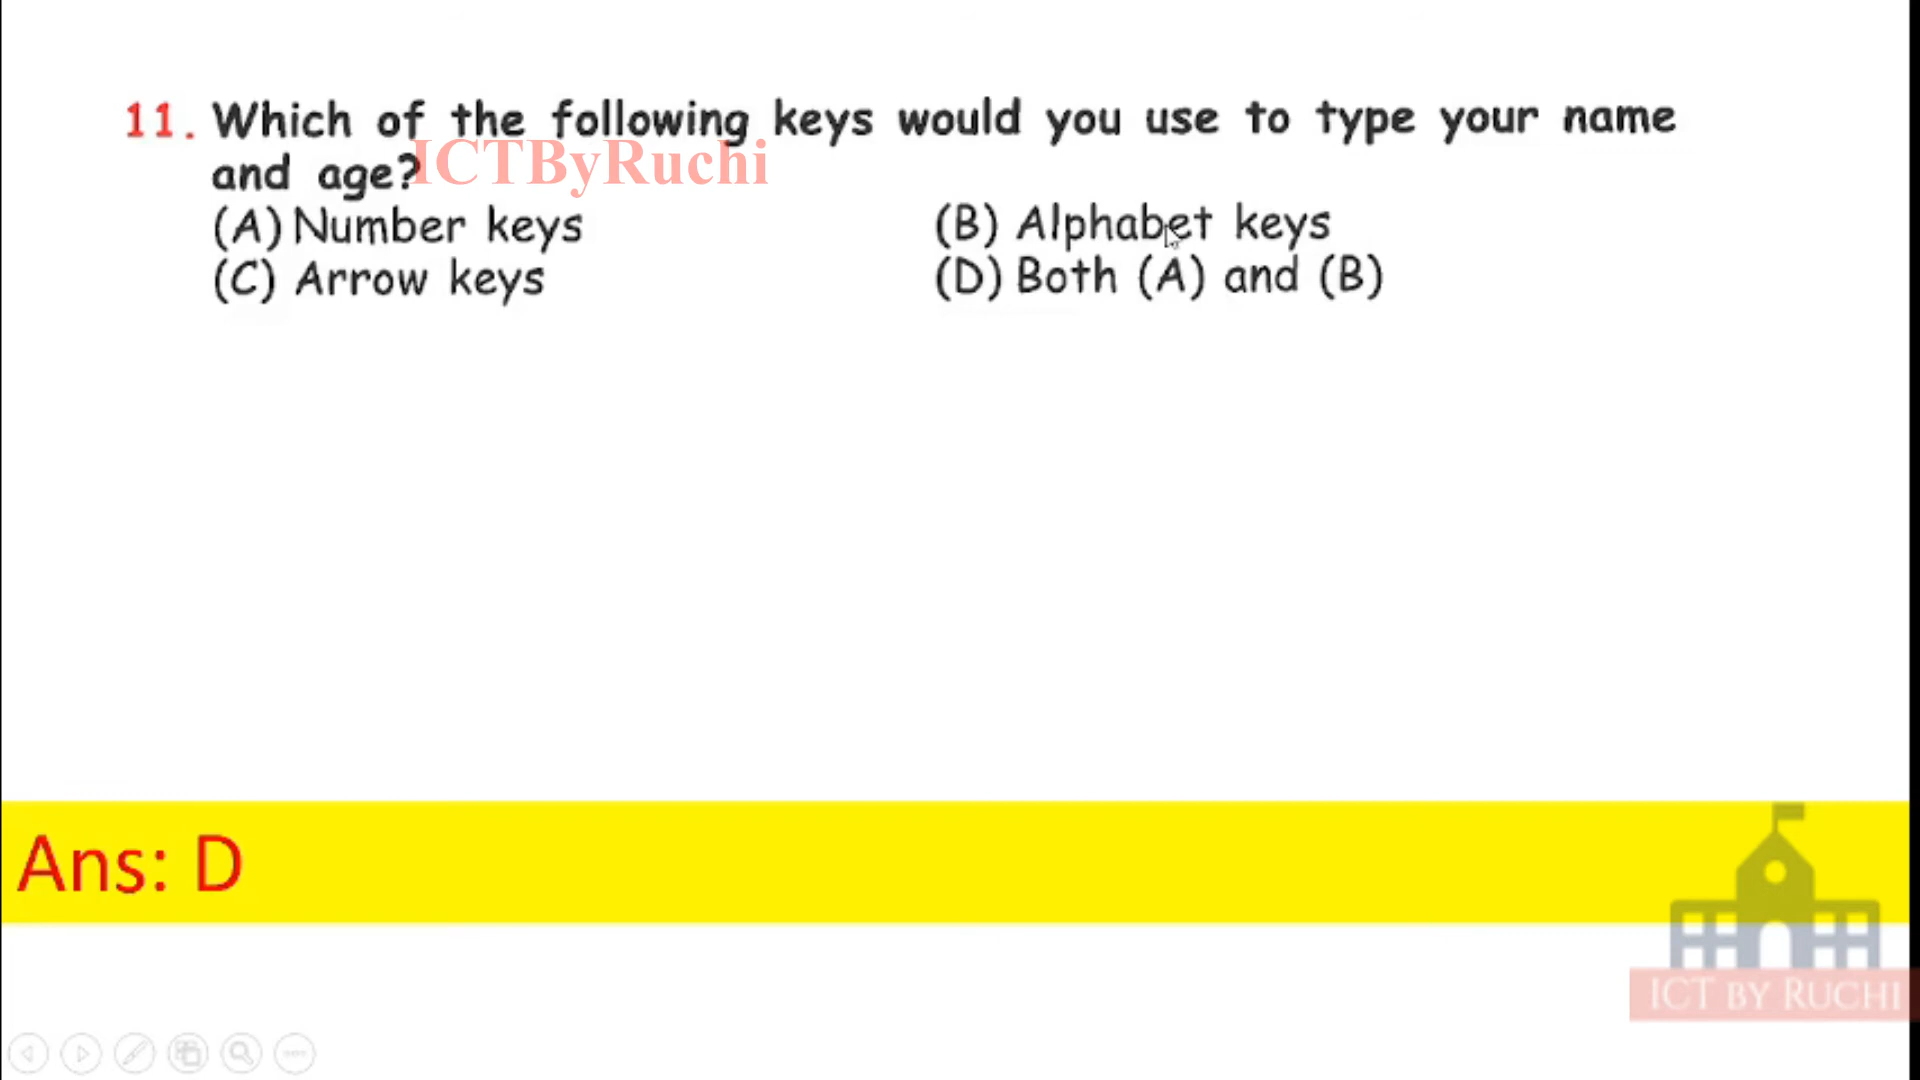 11. Which of the following keys would you use to type your name
and age?
ICTByRuchi
(A) Number keys
(B) Alphabet keys
(C) Arrow keys
(D) Both (A) and (B)
Ans: D
ICT BY RUCHI